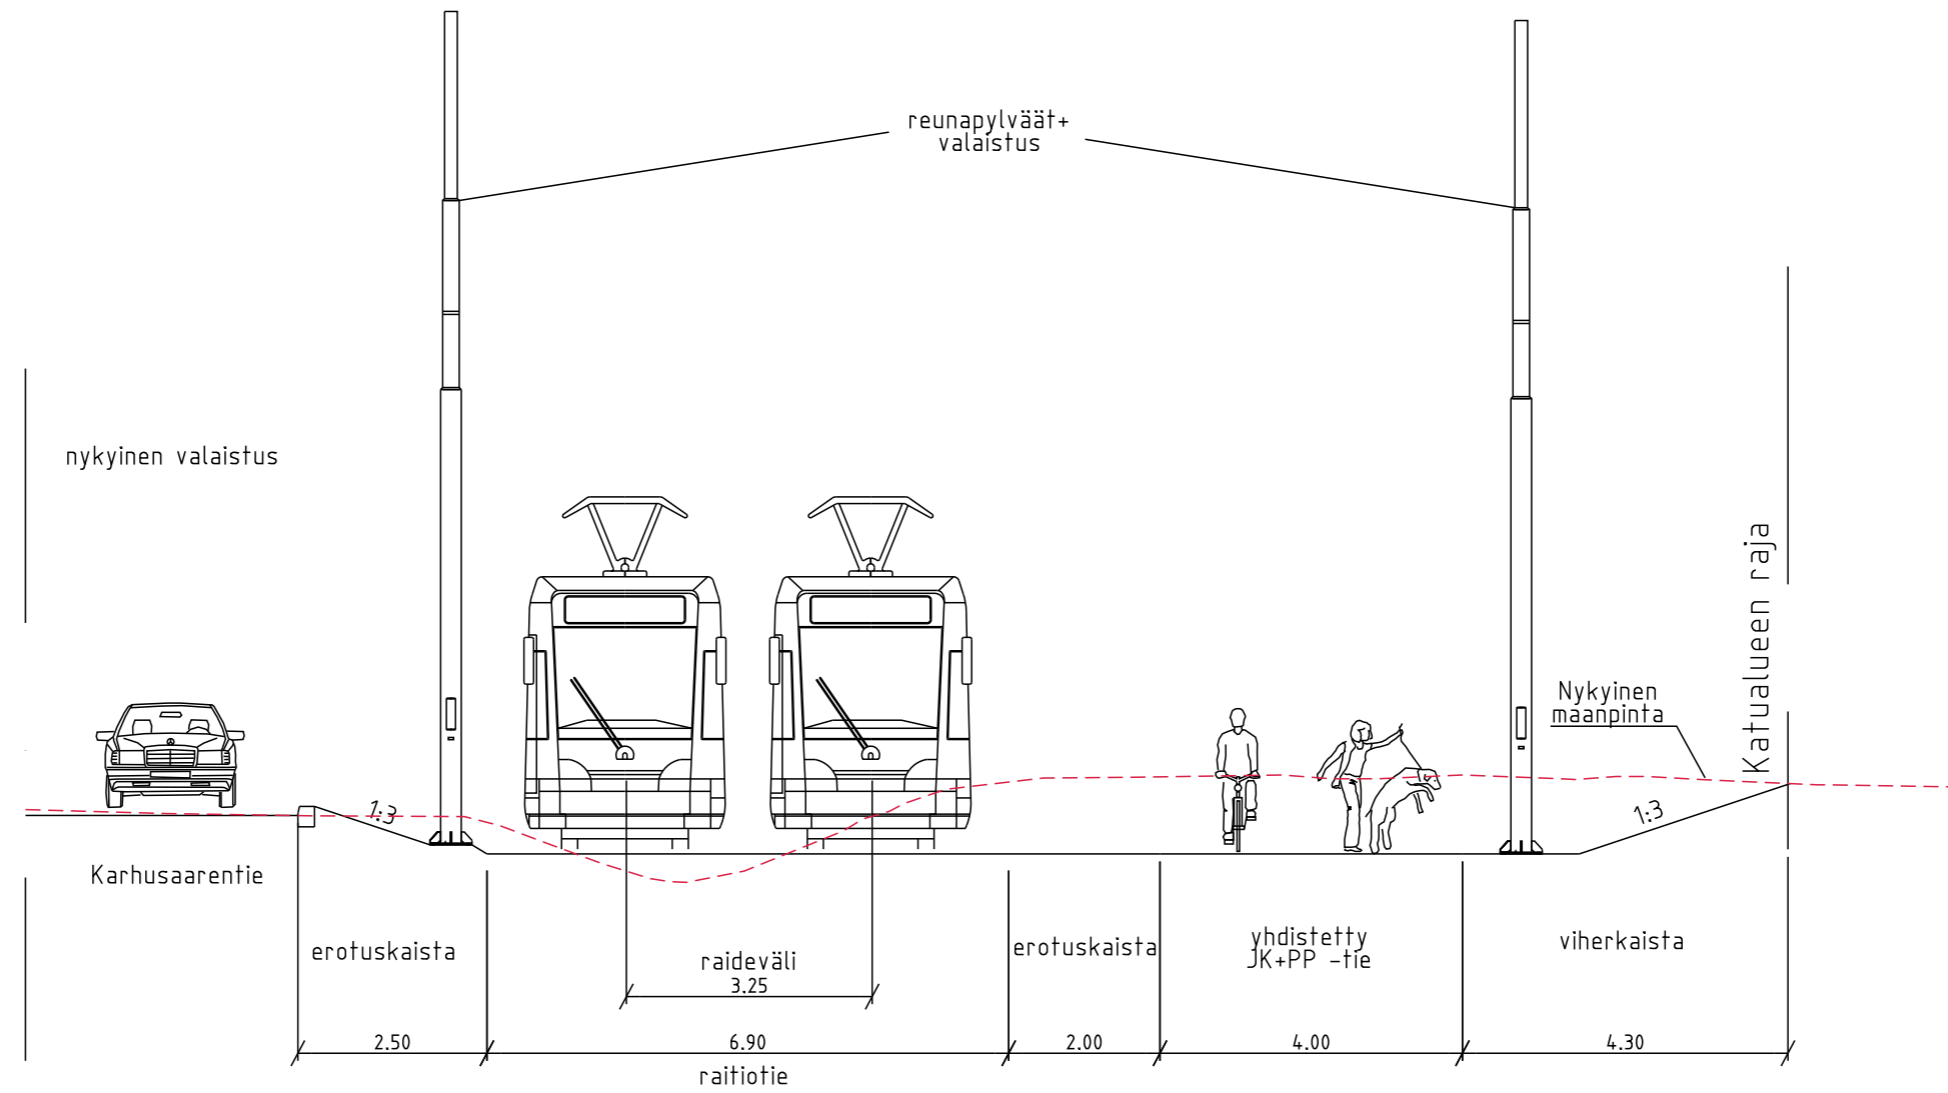 reunapylväät+
valaistus
nykyinen valaistus
Katualueen raja
Nykyinen
maanpinta
1:3
1:3
Karhusaarentie
erotuskaista
raideväli
3.25
erotuskaista
yhdistetty
JK+PP -tie
viherkaista
2.50
6.90
2.00
4.00
4.30
raitiotie